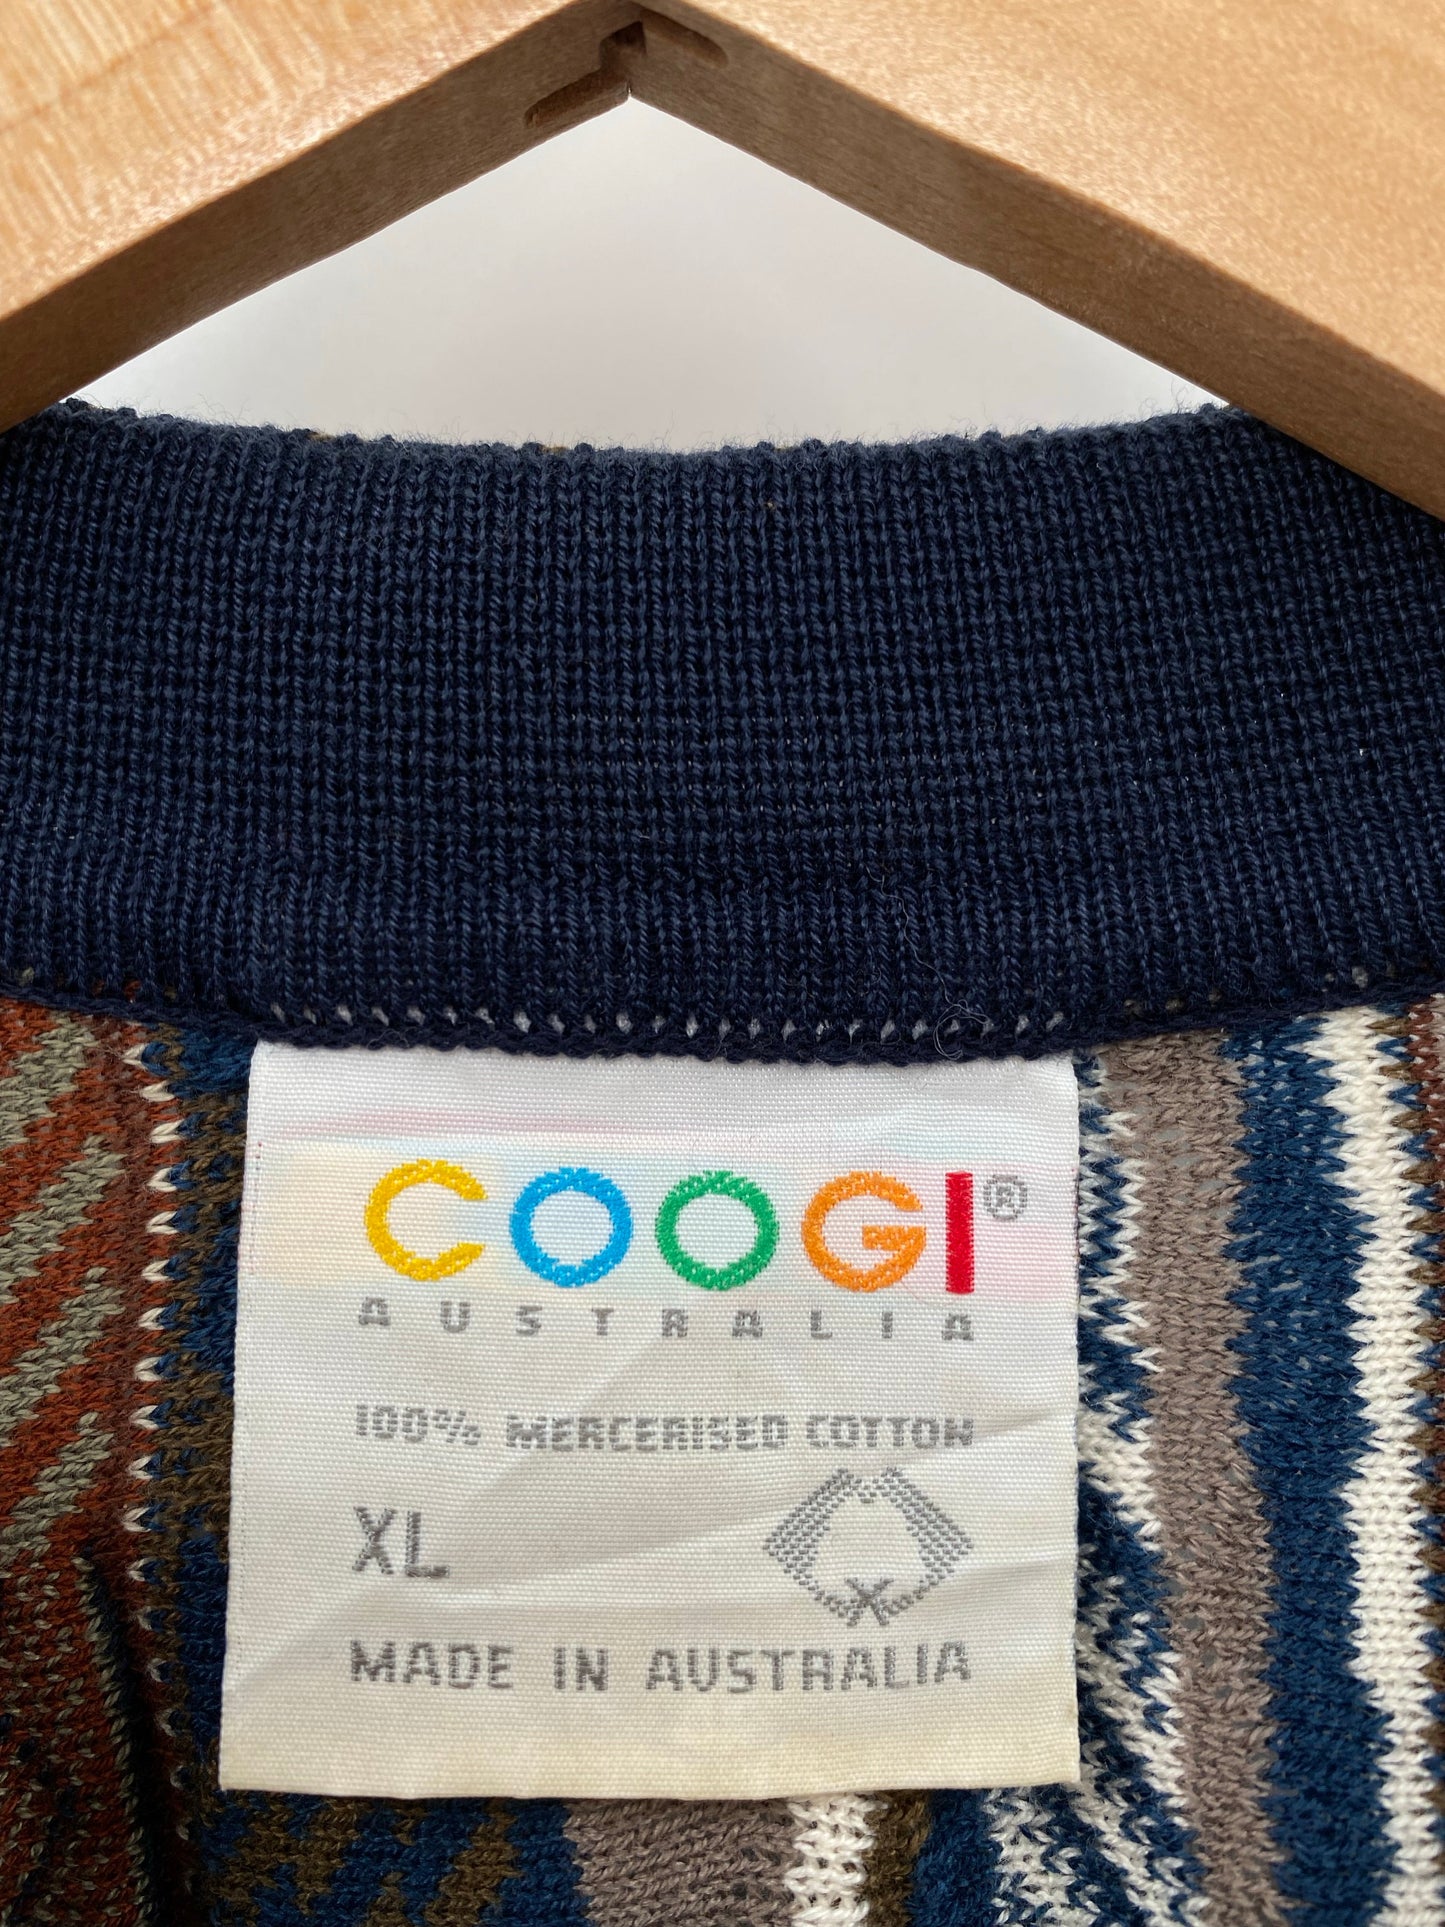 COOGI®
AUSTRALIA
100% MERCERISED COTTON
XL
MADE IN AUSTRALIA